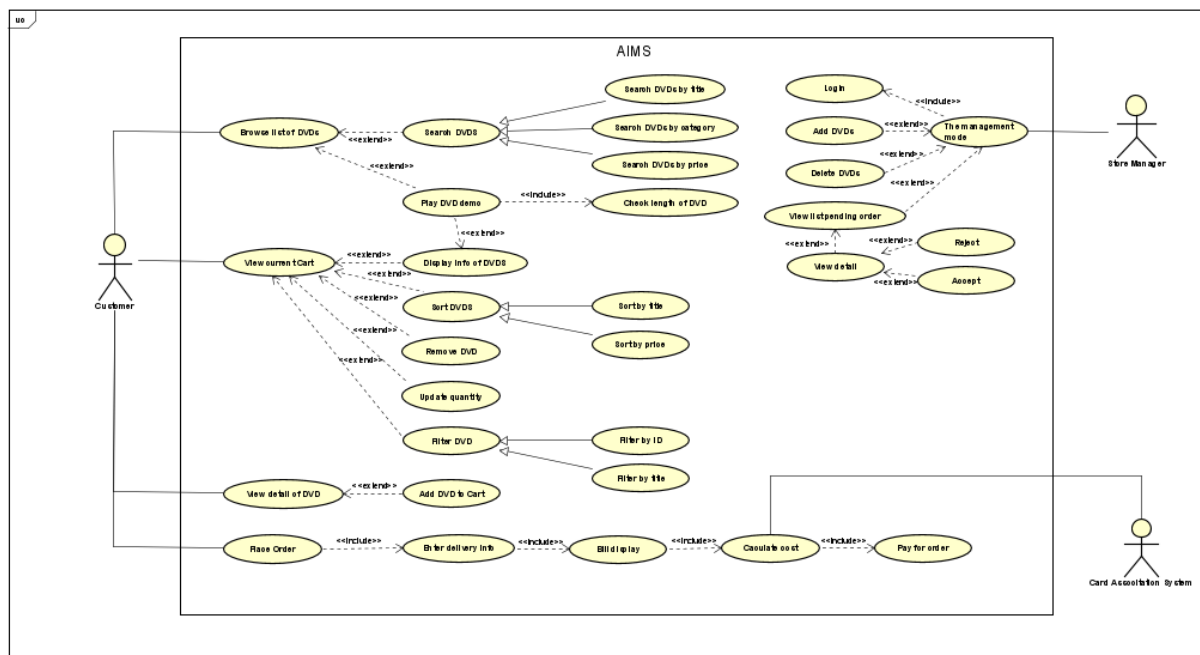 uc
AIMS
Search DVDs by title
Login
<<include>>
Browse list of DVDs
<<extend>>
Search DVDS
Search DVDs by category
Add DVDs
<<extend>>
The management
mode
Store Manager
Search DVDs by price
Delete DVDs
<<extend>>
<<extend>>
<<extend>>
Play DVD demo
<<include>>
Check length of DVD
View list pending order
<<extend>>
<<extend>>
<<extend>>
Reject
View current Cart
<<extend>>
Display info of DVDS
View detail
<<extend>>
Accept
Customer
<<extend>>
Sort DVDS
Sort by title
<<extend>>
Sort by price
<<extend>>
Remove DVD
<<extend>>
Update quantity
Filter DVD
Filter by ID
Filter by title
View detail of DVD
<<extend>>
Add DVD to Cart
Place Order
<<include>>
Enter delivery info
<<include>>
Bill display
<<include>>
Caculate cost
<<include>>
Pay for order
Card Associtation System